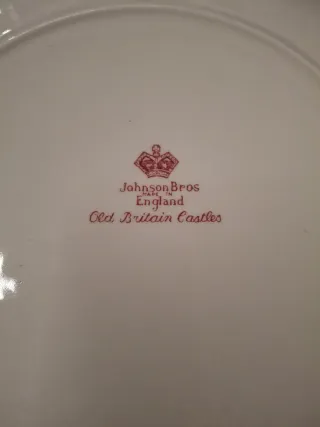 Johnson Bros
MADE IN
England
Old Britain Castles